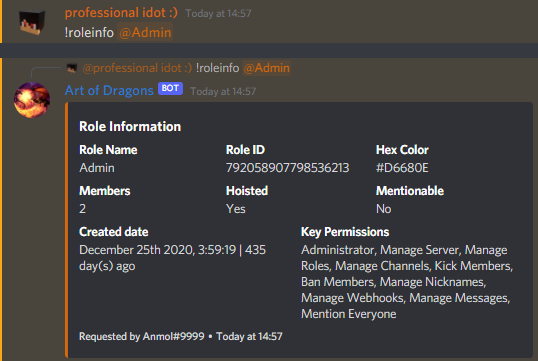 professional idot :) Today at 14:57
!roleinfo @Admin
@professional idot :) !roleinfo @Admin
Art of Dragons BOT Today at 14:57
Role Information
Role Name Role ID Hex Color
Admin 792058907798536213 #D6680E
Members Hoisted Mentionable
2 Yes No
Created date
December 25th 2020, 3:59:19 | 435
day(s) ago
Key Permissions
Administrator, Manage Server, Manage
Roles, Manage Channels, Kick Members,
Ban Members, Manage Nicknames,
Manage Webhooks, Manage Messages,
Mention Everyone
Requested by Anmol#9999 • Today at 14:57